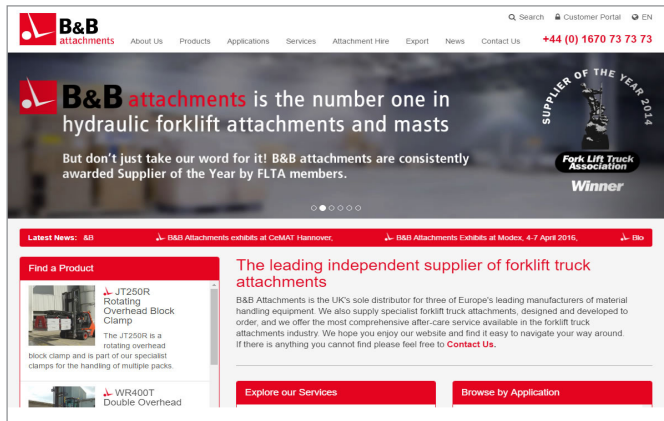 Search Customer Portal EN
B&B
attachments
About Us Products Applications Services Attachment Hire Export News Contact Us +44 (0) 1670 73 73 73
B&B attachments is the number one in
hydraulic forklift attachments and masts
But don't just take our word for it! B&B attachments are consistently
awarded Supplier of the Year by FLTA members.
SUPPLIER OF THE YEAR 2014
Fork Lift Truck
Association
Winner
Latest News: &B B&B Attachments exhibits at CeMAT Hannover, B&B Attachments Exhibits at Modex, 4-7 April 2016, Blo
Find a Product
JT250R
Rotating
Overhead Block
Clamp
The JT250R is a
rotating overhead
block clamp and is part of our specialist
clamps for the handling of multiple packs.
WR400T
Double Overhead
The leading independent supplier of forklift truck
attachments
B&B Attachments is the UK's sole distributor for three of Europe's leading manufacturers of material
handling equipment. We also supply specialist forklift truck attachments, designed and developed to
order, and we offer the most comprehensive after-care service available in the forklift truck
attachments industry. We hope you enjoy our website and find it easy to navigate your way around.
If there is anything you cannot find please feel free to Contact Us.
Explore our Services
Browse by Application